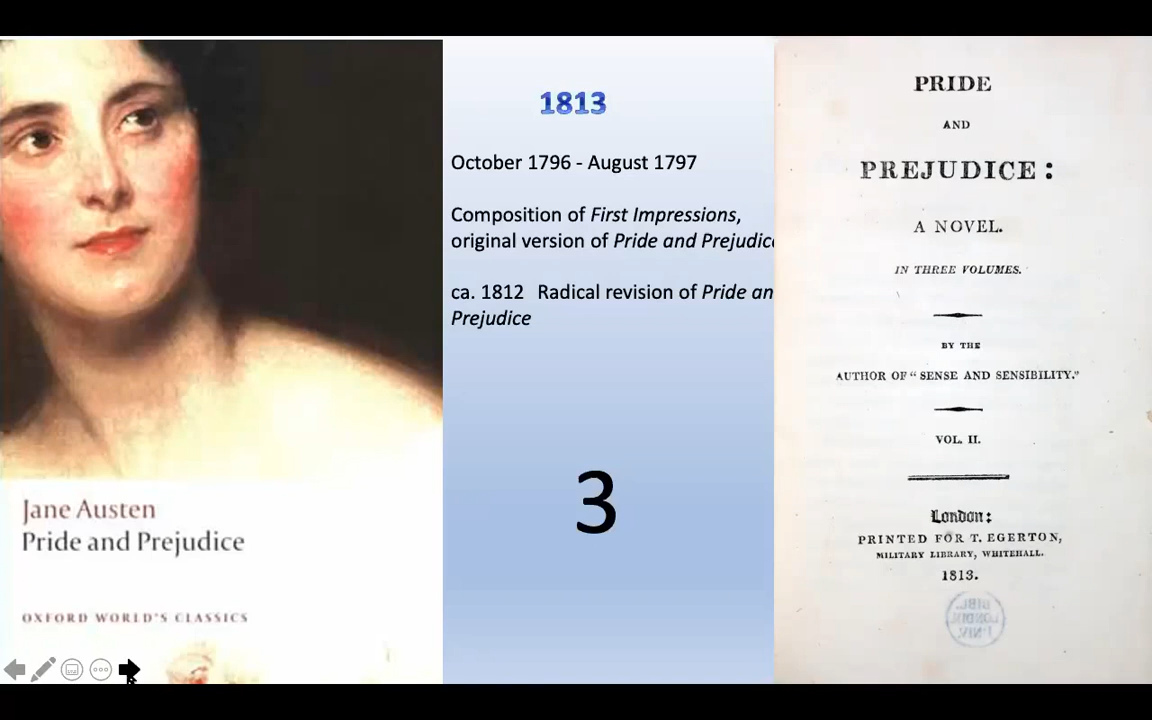 Jane Austen
Pride and Prejudice
OXFORD WORLD'S CLASSICS
1813
October 1796 - August 1797
Composition of First Impressions,
original version of Pride and Prejudice
ca. 1812 Radical revision of Pride an
Prejudice
3
PRIDE
AND
PREJUDICE:
A NOVEL.
IN THREE VOLUMES.
BY THE
AUTHOR OF "SENSE AND SENSIBILITY."
VOL. II.
London:
PRINTED FOR T. EGERTON,
MILITARY LIBRARY, WHITEHALL.
1813.